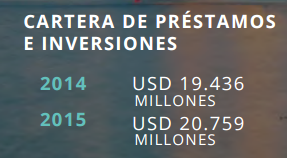 CARTERA DE PRÉSTAMOS
E INVERSIONES
2014 USD 19.436
MILLONES
2015 USD 20.759
MILLONES